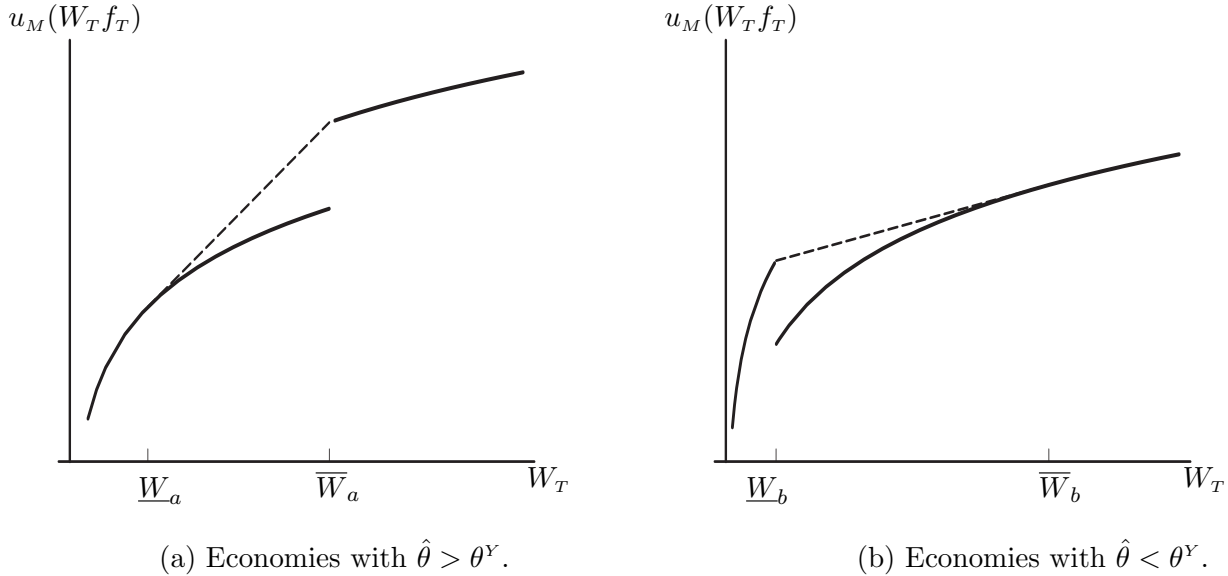 u_M(W_T f_T)
W̲_a
W̅_a
W_T
(a) Economies with θ̂ > θ^Y.
u_M(W_T f_T)
W̲_b
W̅_b
W_T
(b) Economies with θ̂ < θ^Y.